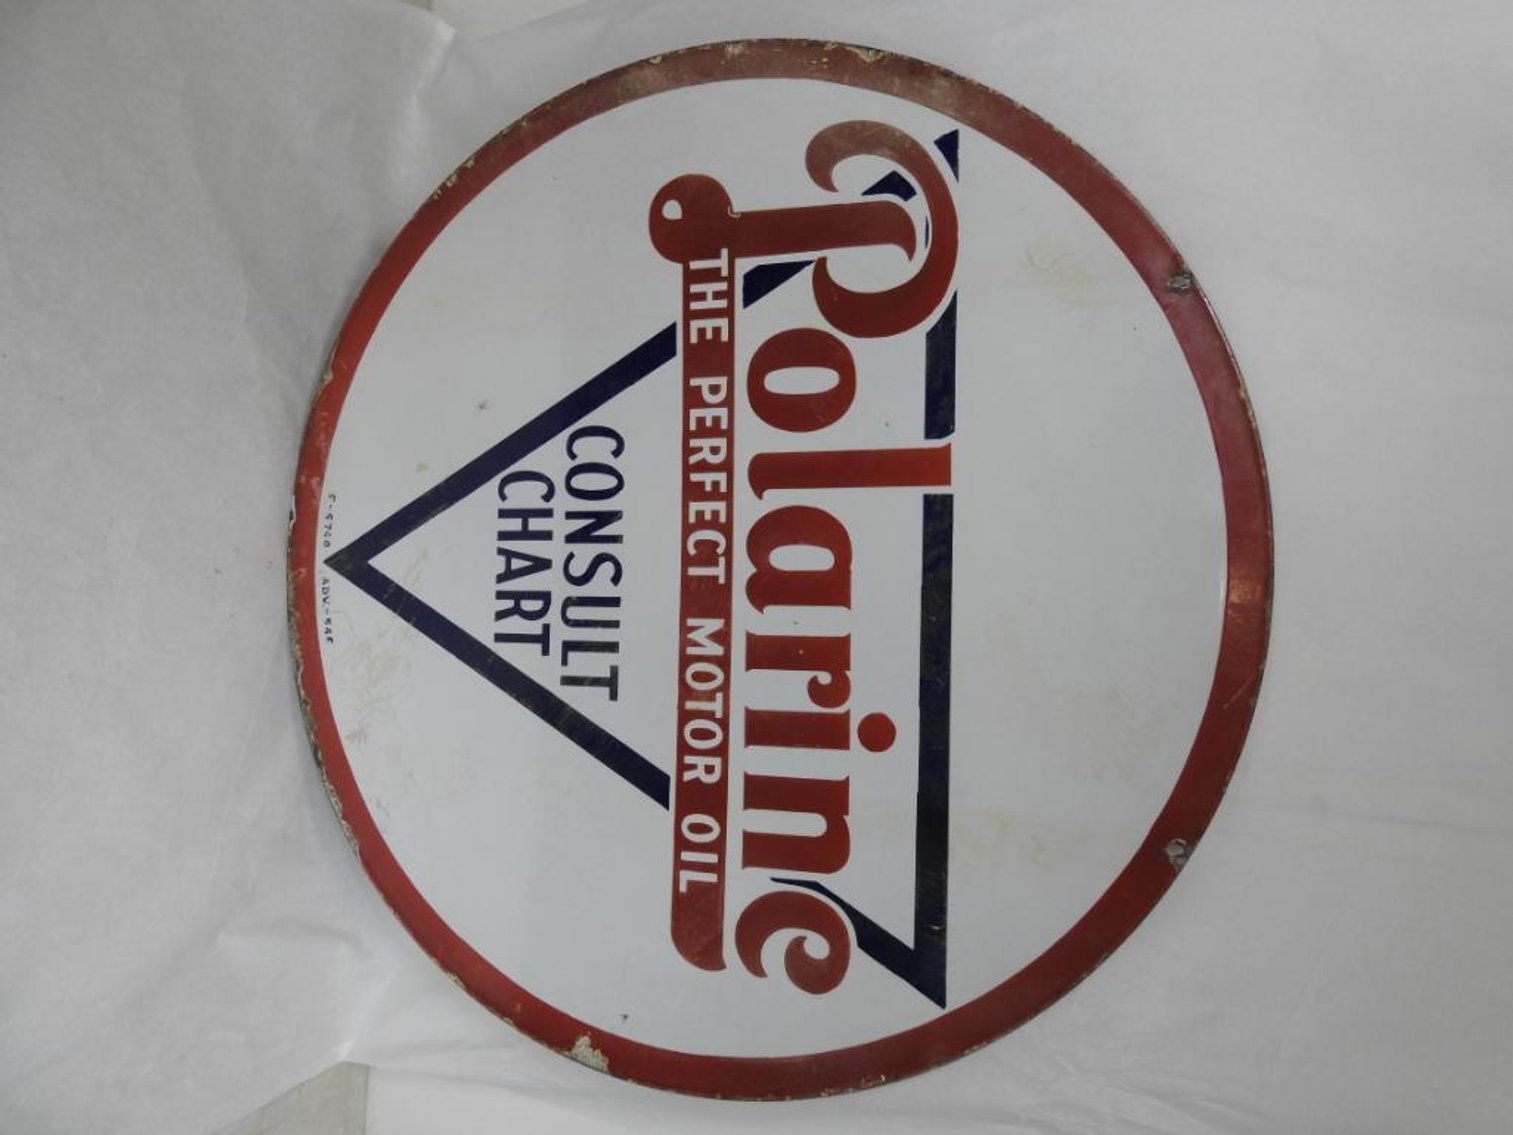 Polarine
THE PERFECT MOTOR OIL
CONSULT
CHART